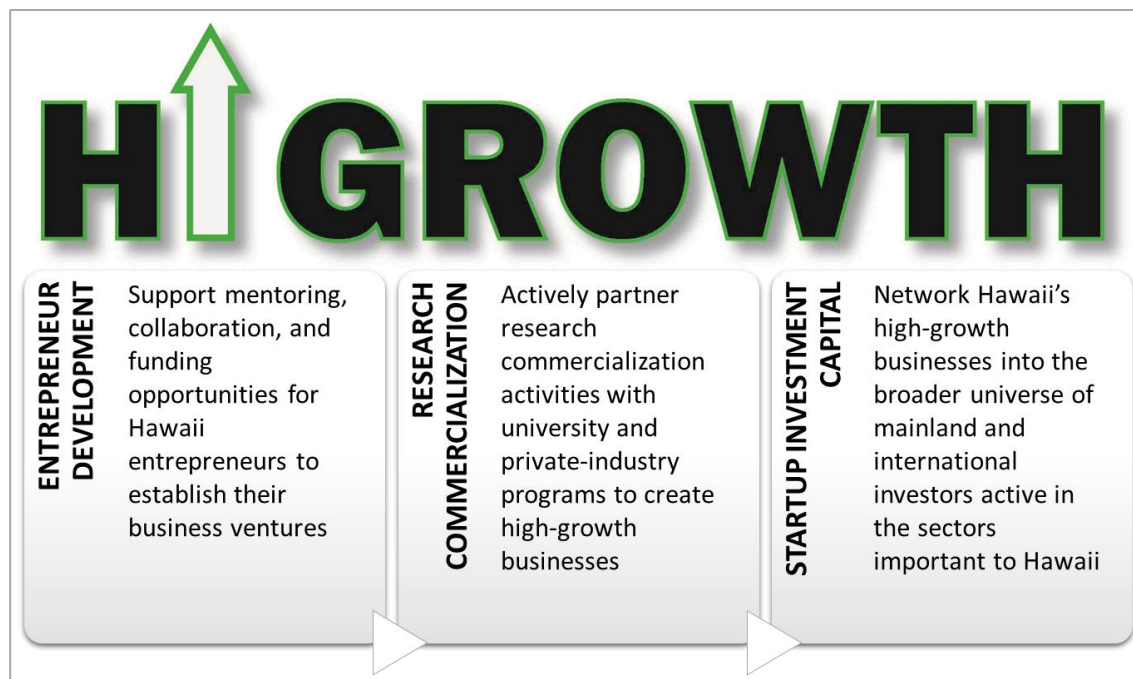 HI GROWTH
ENTREPRENEUR
DEVELOPMENT
Support mentoring,
collaboration, and
funding
opportunities for
Hawaii
entrepreneurs to
establish their
business ventures
RESEARCH
COMMERCIALIZATION
Actively partner
research
commercialization
activities with
university and
private-industry
programs to create
high-growth
businesses
STARTUP INVESTMENT
CAPITAL
Network Hawaii’s
high-growth
businesses into the
broader universe of
mainland and
international
investors active in
the sectors
important to Hawaii